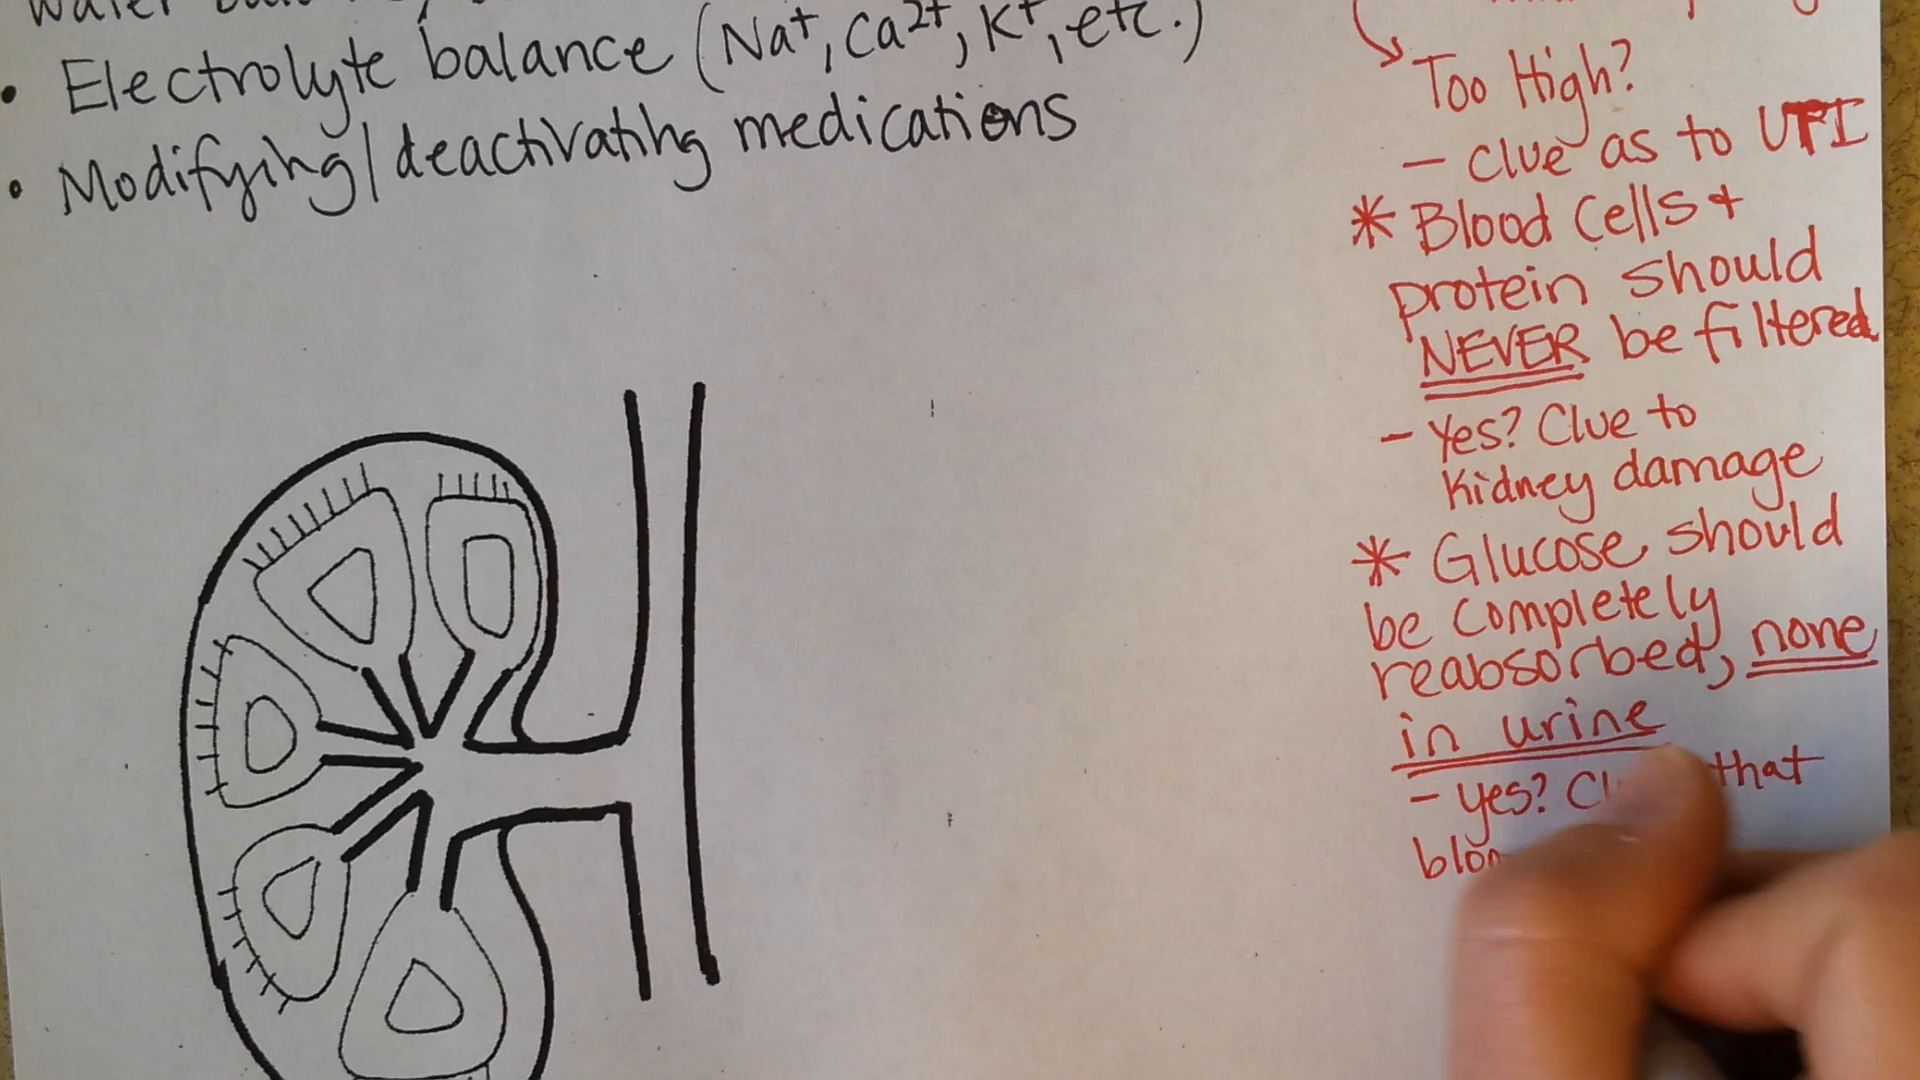 • Electrolyte balance (Na⁺, Ca²⁺, K⁺, etc.)
• Modifying/deactivating medications
Too High?
- Clue as to UTI
* Blood Cells +
protein should
NEVER be filtered
- Yes? Clue to
Kidney damage
* Glucose should
be completely
reabsorbed, none
in urine
- yes? that